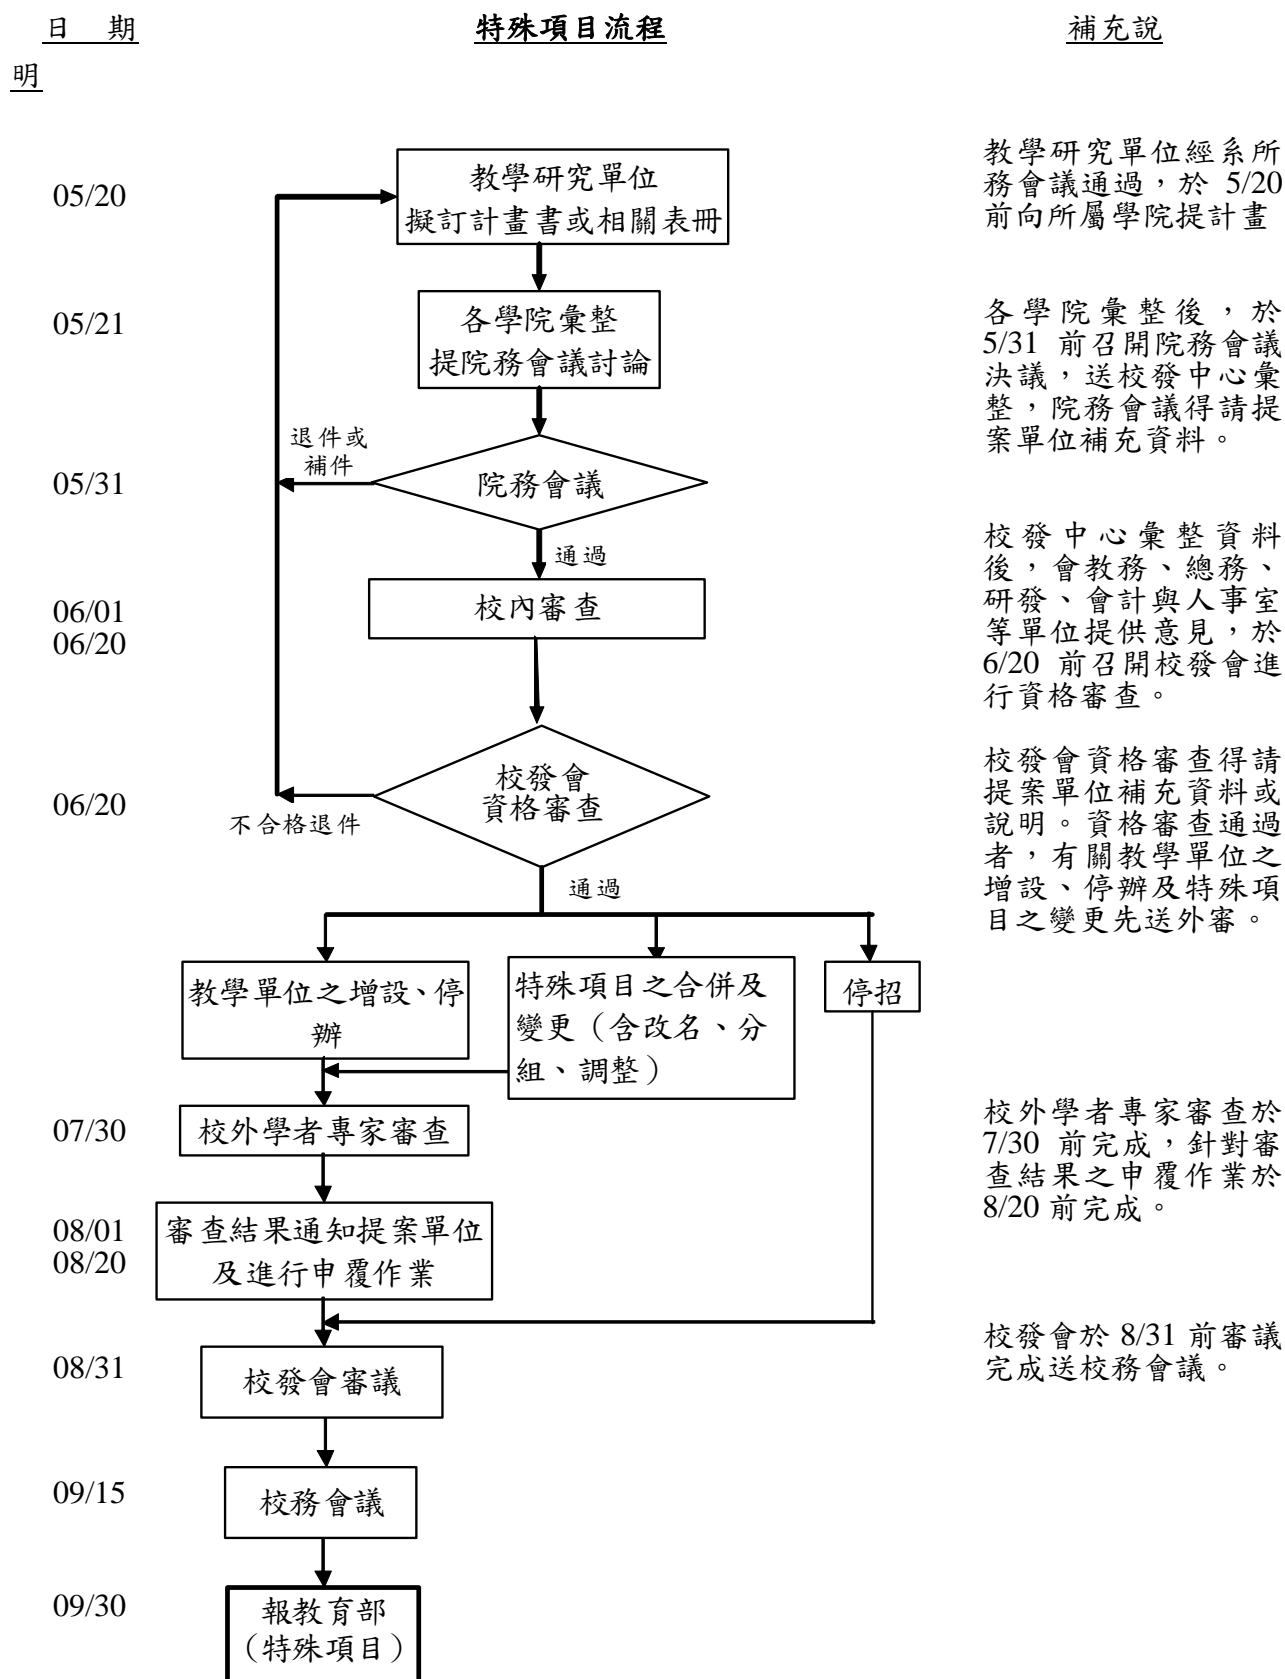 日 期 特殊項目流程 補充說
明
05/20
教學研究單位
擬訂計畫書或相關表冊
教學研究單位經系所
務會議通過，於 5/20
前向所屬學院提計畫
05/21
各學院彙整
提院務會議討論
各學院彙整後，於
5/31 前召開院務會議
決議，送校發中心彙
整，院務會議得請提
案單位補充資料。
退件或
補件
05/31
院務會議
通過
06/01
06/20
校內審查
校發中心彙整資料
後，會教務、總務、
研發、會計與人事室
等單位提供意見，於
6/20 前召開校發會進
行資格審查。
06/20
校發會
資格審查
不合格退件
通過
校發會資格審查得請
提案單位補充資料或
說明。資格審查通過
者，有關教學單位之
增設、停辦及特殊項
目之變更先送外審。
教學單位之增設、停
辦
特殊項目之合併及
變更（含改名、分
組、調整）
停招
07/30
校外學者專家審查
校外學者專家審查於
7/30 前完成，針對審
查結果之申覆作業於
8/20 前完成。
08/01
08/20
審查結果通知提案單位
及進行申覆作業
08/31
校發會審議
校發會於 8/31 前審議
完成送校務會議。
09/15
校務會議
09/30
報教育部
（特殊項目）